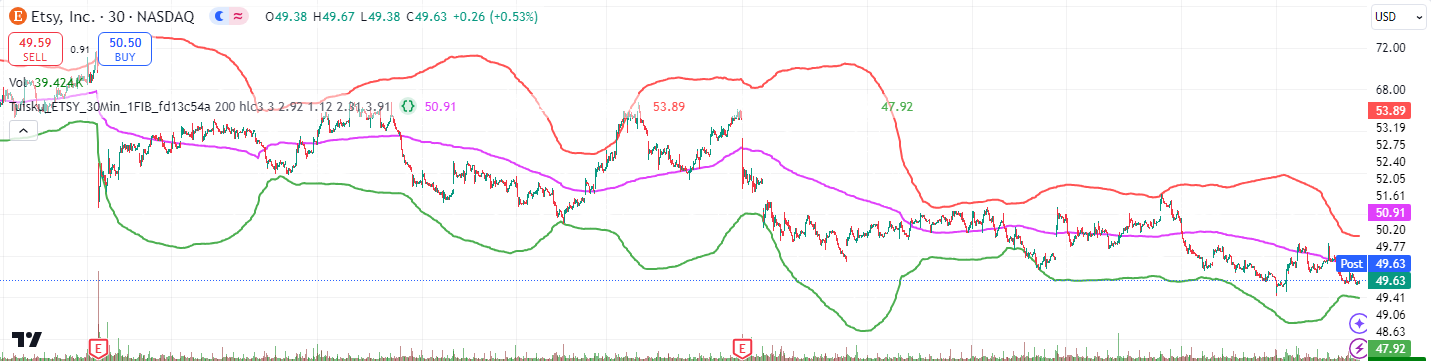 E Etsy, Inc. · 30 · NASDAQ O49.38 H49.67 L49.38 C49.63 +0.26 (+0.53%)
USD
49.59
SELL
0.91
50.50
BUY
Vol 39.424K
Tulsku_ETSY_30Min_1FIB_fd13c54a 200 hlc3 3 2.92 1.12 2.81 3.91 50.91 53.89 47.92
72.00
68.00
53.89
53.19
52.75
52.40
52.05
51.61
50.91
50.20
49.77
Post 49.63
49.63
49.41
49.06
48.63
47.92
E
E